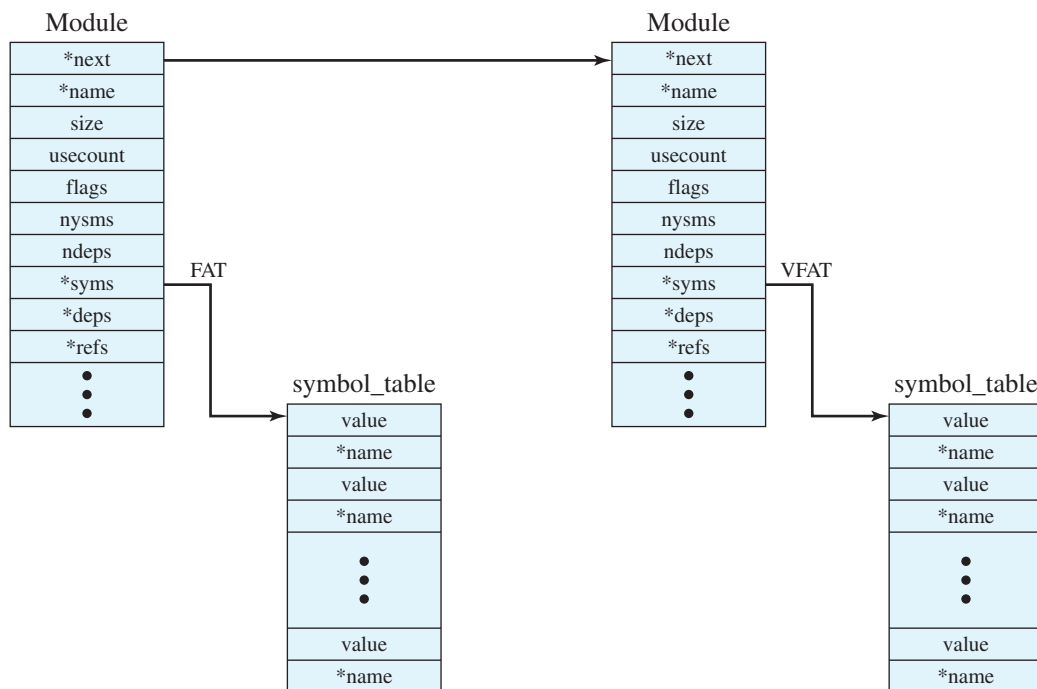 Module
*next
*name
size
usecount
flags
nysms
ndeps
*syms
*deps
*refs
FAT
symbol_table
value
*name
value
*name
value
*name
Module
*next
*name
size
usecount
flags
nysms
ndeps
*syms
*deps
*refs
VFAT
symbol_table
value
*name
value
*name
value
*name